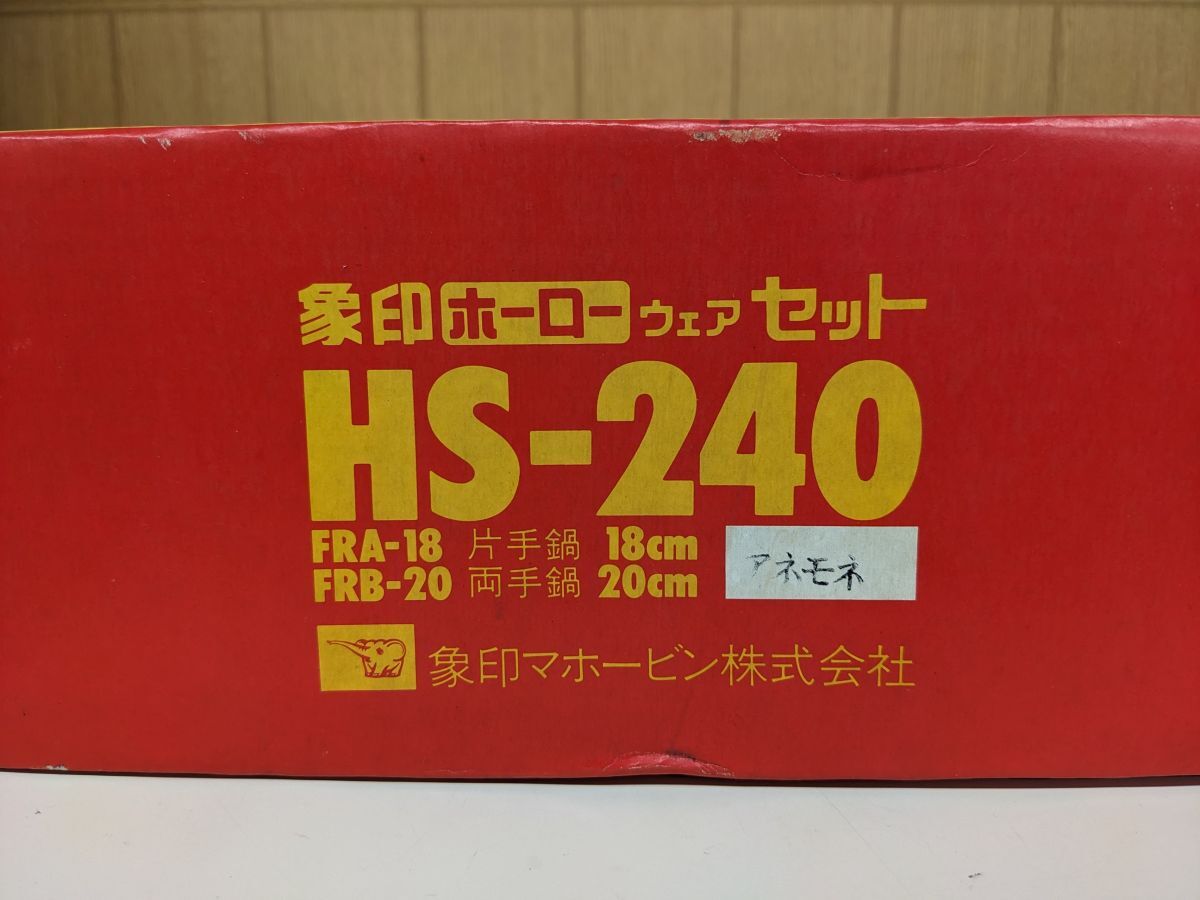 象印ホーローウェアセット
HS-240
FRA-18 片手鍋 18cm
FRB-20 両手鍋 20cm
アネモネ
象印マホービン株式会社